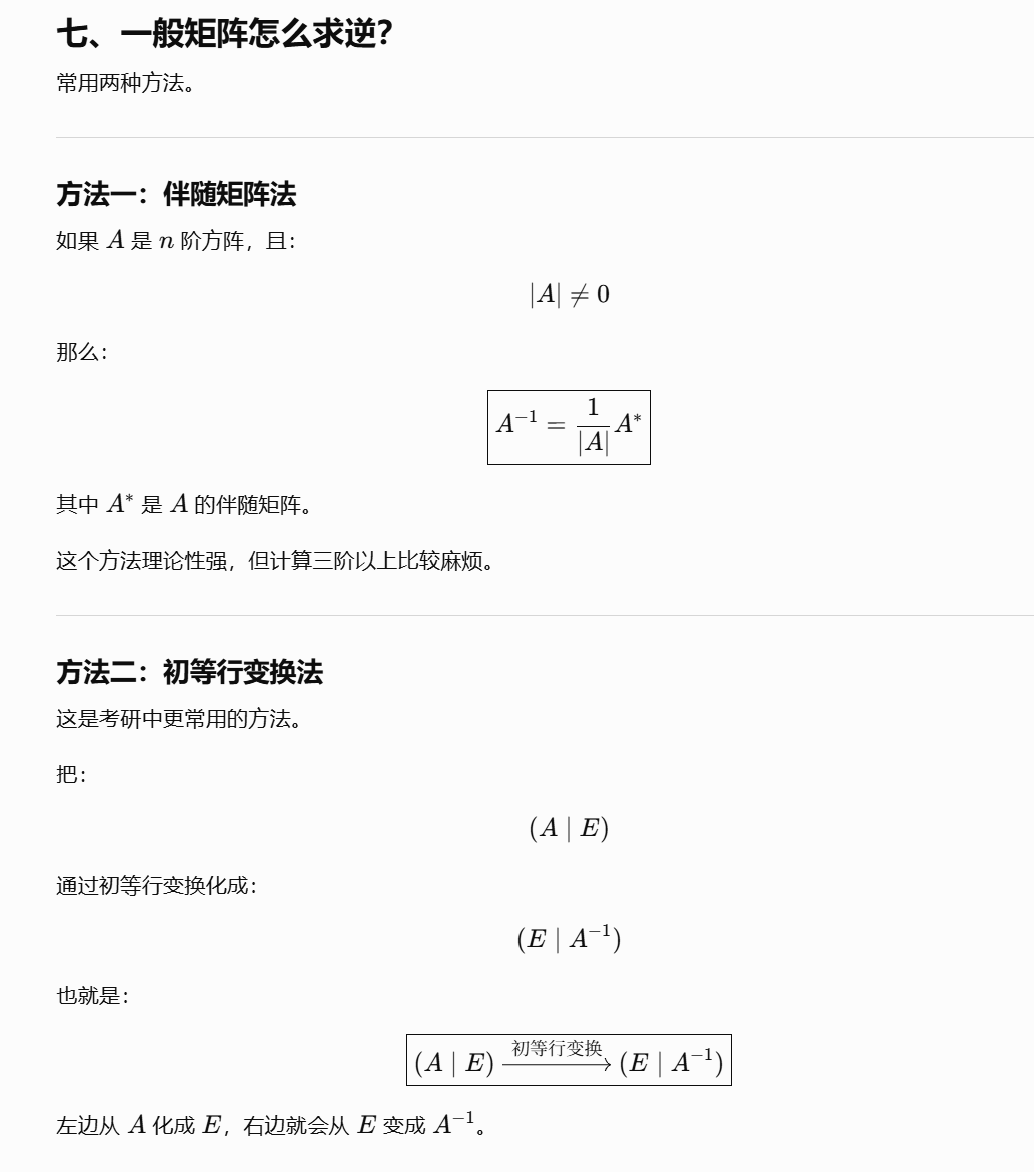 七、一般矩阵怎么求逆？
常用两种方法。
方法一：伴随矩阵法
如果 A 是 n 阶方阵，且：
|A| ≠ 0
那么：
A⁻¹ = 1/|A| A*
其中 A* 是 A 的伴随矩阵。
这个方法理论性强，但计算三阶以上比较麻烦。
方法二：初等行变换法
这是考研中更常用的方法。
把：
(A | E)
通过初等行变换化成：
(E | A⁻¹)
也就是：
(A | E) 初等行变换→ (E | A⁻¹)
左边从 A 化成 E，右边就会从 E 变成 A⁻¹。